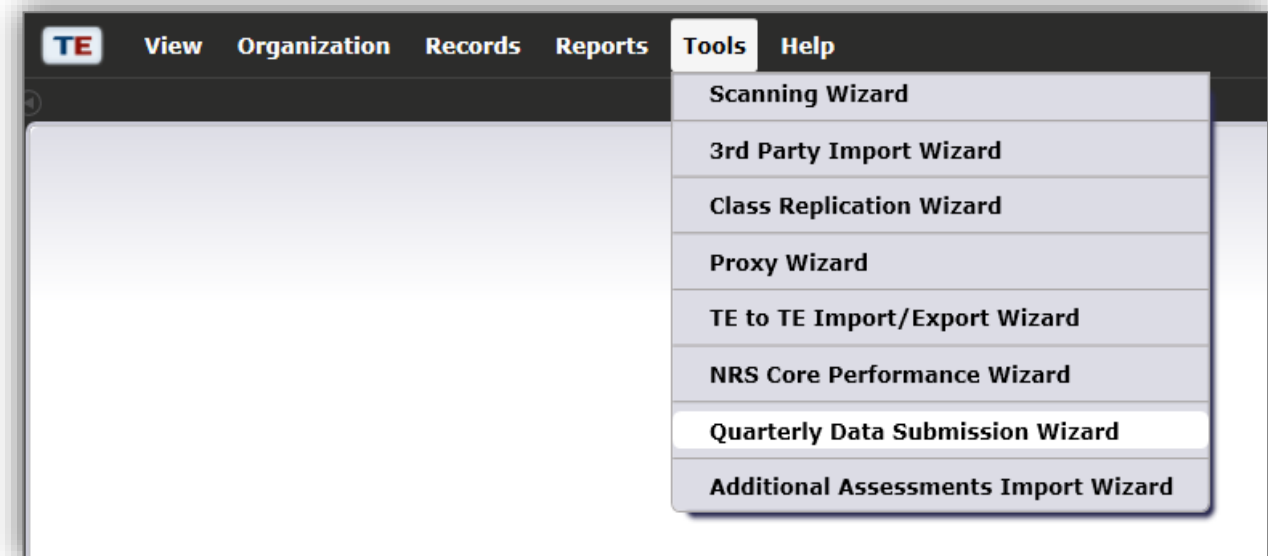 TE View Organization Records Reports Tools Help
Scanning Wizard
3rd Party Import Wizard
Class Replication Wizard
Proxy Wizard
TE to TE Import/Export Wizard
NRS Core Performance Wizard
Quarterly Data Submission Wizard
Additional Assessments Import Wizard